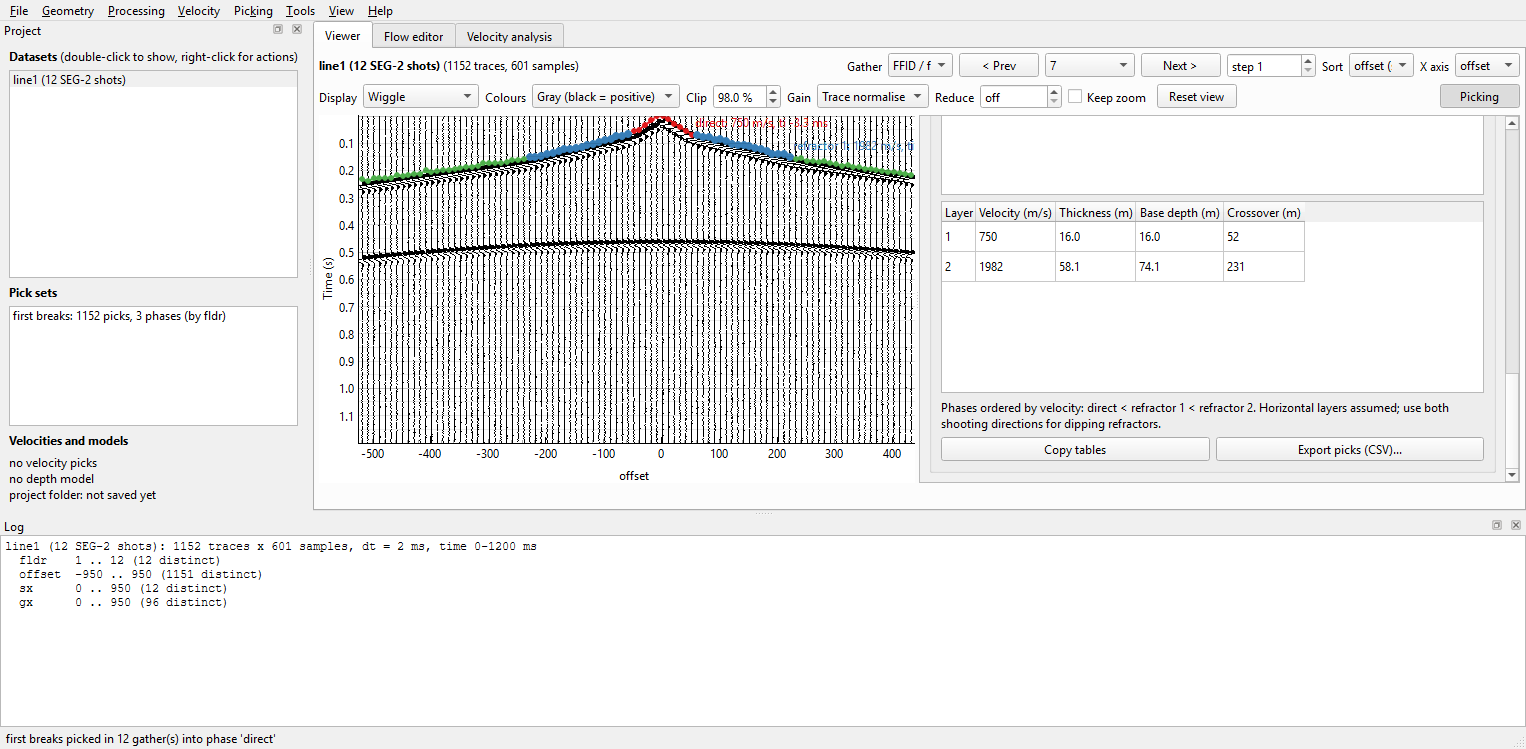 File Geometry Processing Velocity Picking Tools View Help
Project
Datasets (double-click to show, right-click for actions)
line1 (12 SEG-2 shots)
Pick sets
first breaks: 1152 picks, 3 phases (by fldr)
Velocities and models
no velocity picks
no depth model
project folder: not saved yet
Viewer Flow editor Velocity analysis
line1 (12 SEG-2 shots) (1152 traces, 601 samples) Gather FFID / f < Prev 7 Next > step 1 Sort offset ( X axis offset
Display Wiggle Colours Gray (black = positive) Clip 98.0 % Gain Trace normalise Reduce off Keep zoom Reset view Picking
direct: 750 m/s, ti -3.3 ms
refractor 1: 1982 m/s, ti
0.1
0.2
0.3
0.4
0.5
0.6
0.7
0.8
0.9
1.0
1.1
Time (s)
-500 -400 -300 -200 -100 0 100 200 300 400
offset
Layer Velocity (m/s) Thickness (m) Base depth (m) Crossover (m)
1 750 16.0 16.0 52
2 1982 58.1 74.1 231
Phases ordered by velocity: direct < refractor 1 < refractor 2. Horizontal layers assumed; use both
shooting directions for dipping refractors.
Copy tables Export picks (CSV)...
Log
line1 (12 SEG-2 shots): 1152 traces x 601 samples, dt = 2 ms, time 0-1200 ms
fldr 1 .. 12 (12 distinct)
offset -950 .. 950 (1151 distinct)
sx 0 .. 950 (12 distinct)
gx 0 .. 950 (96 distinct)
first breaks picked in 12 gather(s) into phase 'direct'